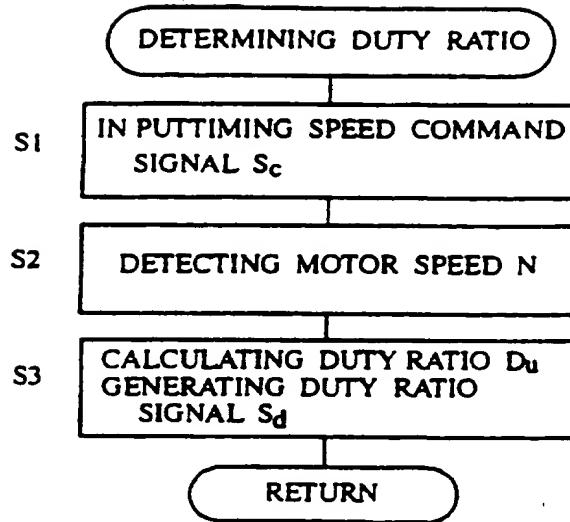 DETERMINING DUTY RATIO
S1
IN PUTTIMING SPEED COMMAND
SIGNAL Sc
S2
DETECTING MOTOR SPEED N
S3
CALCULATING DUTY RATIO Du
GENERATING DUTY RATIO
SIGNAL Sd
RETURN